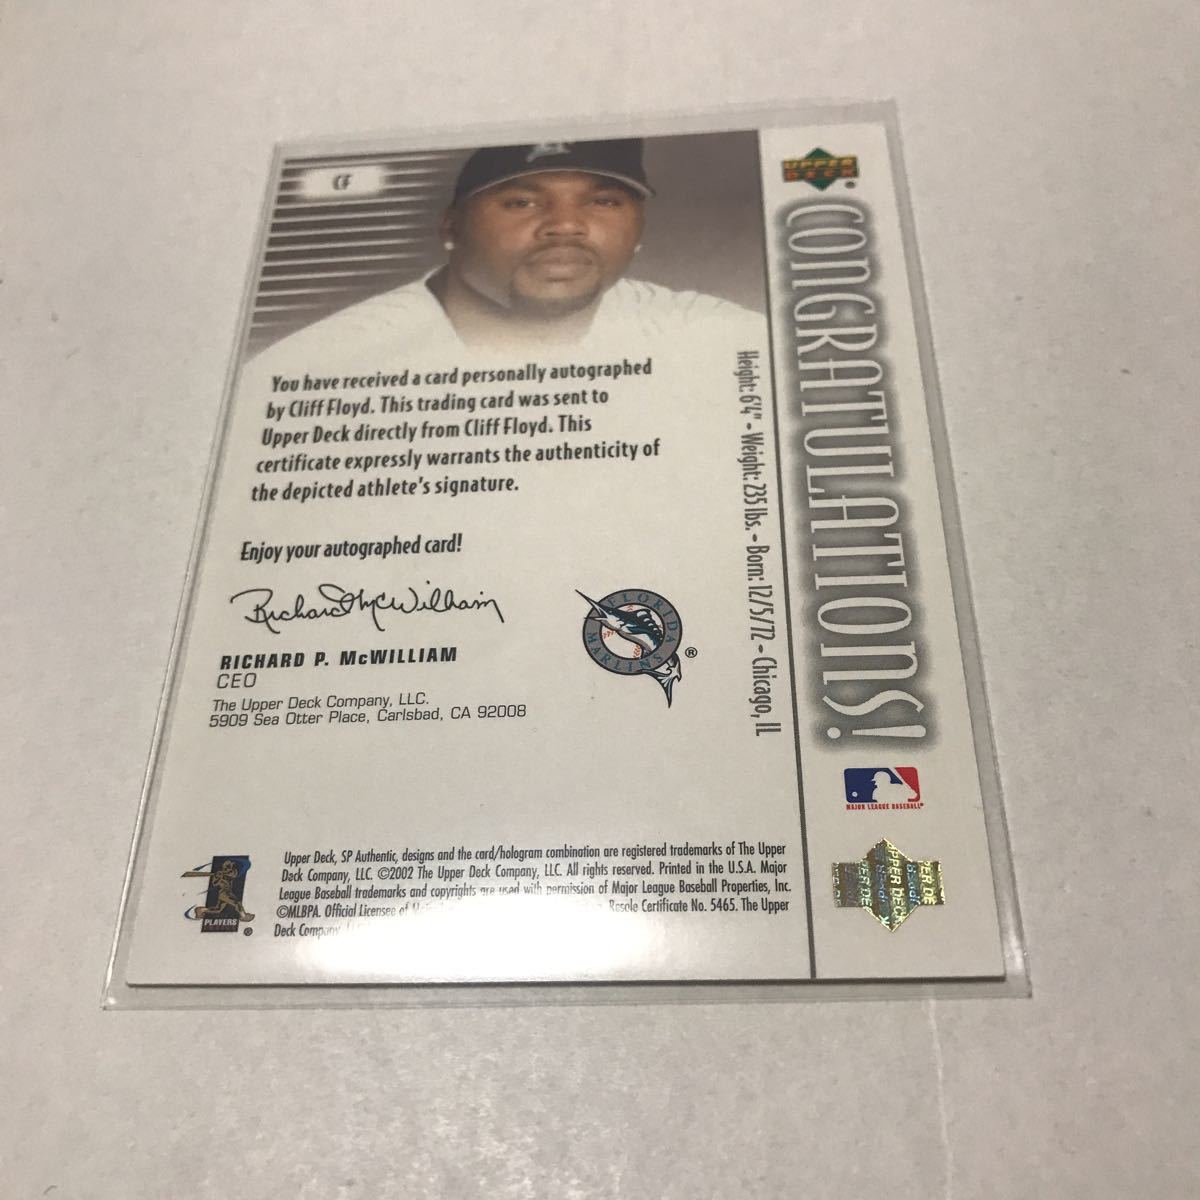 CF
UPPER DECK
CONGRATULATIONS!
You have received a card personally autographed
by Cliff Floyd. This trading card was sent to
Upper Deck directly from Cliff Floyd. This
certificate expressly warrants the authenticity of
the depicted athlete's signature.
Enjoy your autographed card!
Richard P. McWilliam
RICHARD P. McWILLIAM
CEO
The Upper Deck Company, LLC.
5909 Sea Otter Place, Carlsbad, CA 92008
FLORIDA
MARLINS
®
Height: 6'4" • Weight: 235 lbs. • Born: 12/5/72 • Chicago, IL
MAJOR LEAGUE BASEBALL
PLAYERS
®
Upper Deck, SP Authentic, designs and the card/hologram combination are registered trademarks of The Upper
Deck Company, LLC. ©2002 The Upper Deck Company, LLC. All rights reserved. Printed in the U.S.A. Major
League Baseball trademarks and copyrights are used with permission of Major League Baseball Properties, Inc.
©MLBPA. Official Licensee of Resale Certificate No. 5465. The Upper
Deck Company
UPPER DECK